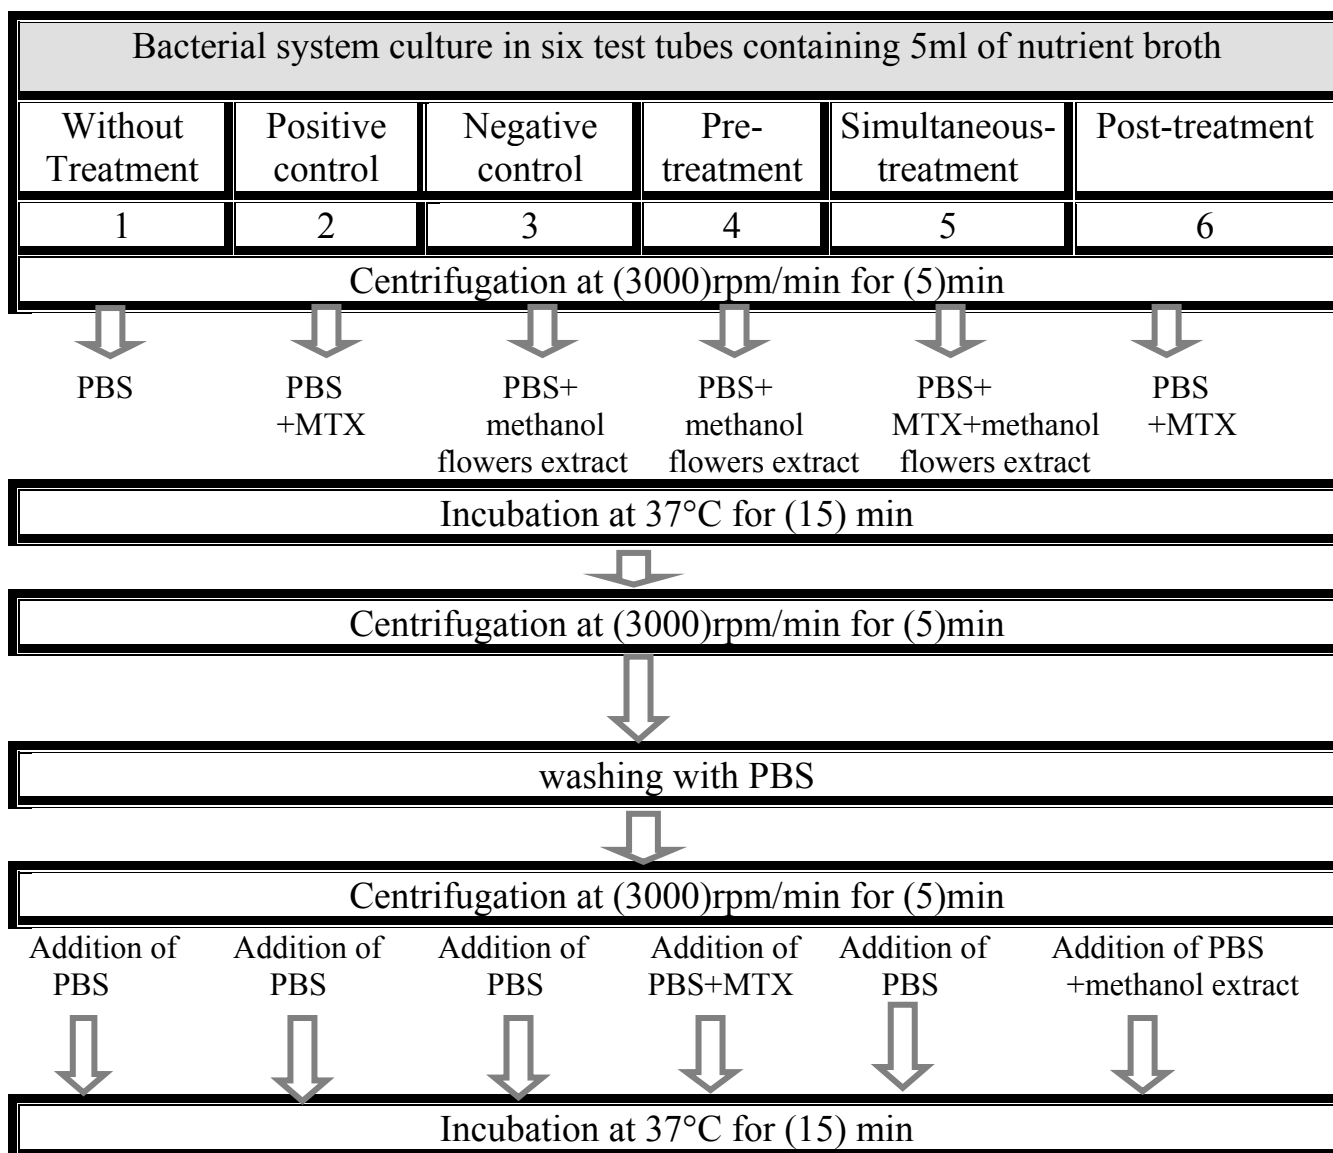 Bacterial system culture in six test tubes containing 5ml of nutrient broth
Without
Treatment
Positive
control
Negative
control
Pre-
treatment
Simultaneous-
treatment
Post-treatment
1
2
3
4
5
6
Centrifugation at (3000)rpm/min for (5)min
PBS
PBS
+MTX
PBS+
methanol
flowers extract
PBS+
methanol
flowers extract
PBS+
MTX+methanol
flowers extract
PBS
+MTX
Incubation at 37°C for (15) min
Centrifugation at (3000)rpm/min for (5)min
washing with PBS
Centrifugation at (3000)rpm/min for (5)min
Addition of
PBS
Addition of
PBS
Addition of
PBS
Addition of
PBS+MTX
Addition of
PBS
Addition of PBS
+methanol extract
Incubation at 37°C for (15) min